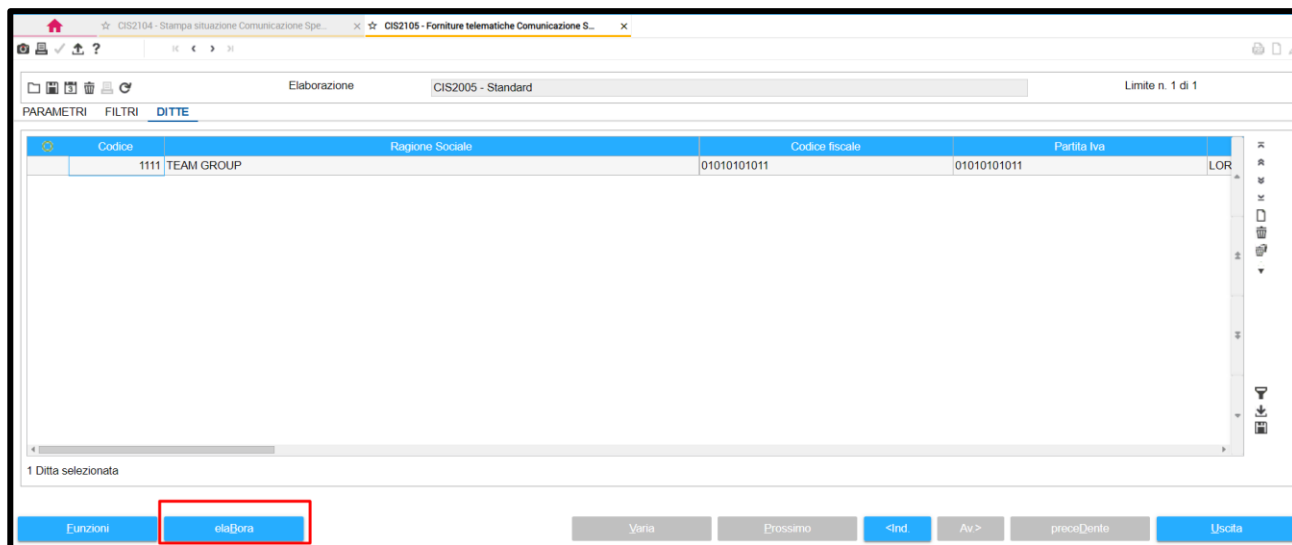 CIS2104 - Stampa situazione Comunicazione Spe...
CIS2105 - Forniture telematiche Comunicazione S...
Elaborazione CIS2005 - Standard Limite n. 1 di 1
PARAMETRI FILTRI DITTE
Codice Ragione Sociale Codice fiscale Partita Iva
1111 TEAM GROUP 01010101011 01010101011 LOR
1 Ditta selezionata
Funzioni elaBora Varia Prossimo <Ind. Av.> preceDente Uscita